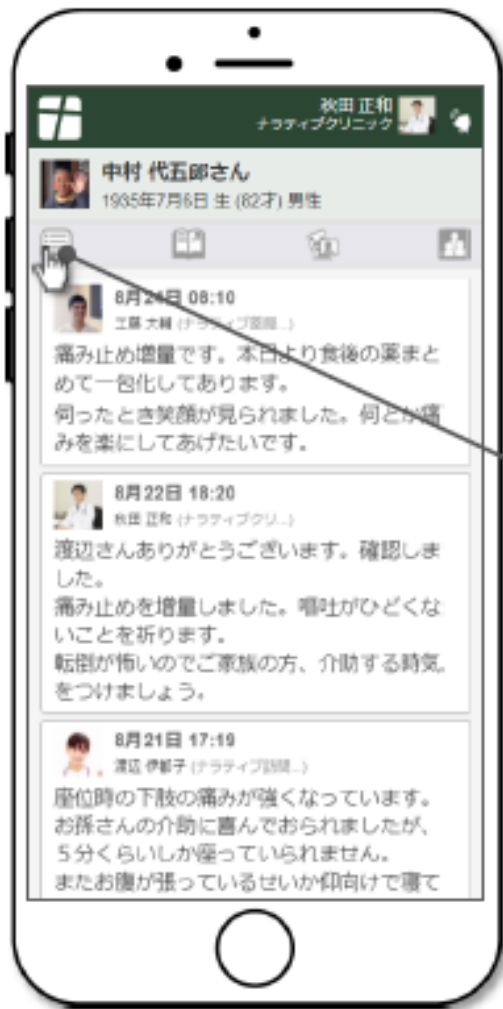 秋田 正和
ナラティブクリニック
中村 代五郎さん
1935年7月6日 生 (82才) 男性
8月24日 08:10
工藤 大輔 (ナラティブ薬局...)
痛み止め増量です。本日より食後の薬まと
めて一包化してあります。
伺ったとき笑顔が見られました。何とか痛
みを楽にしてあげたいです。
8月22日 18:20
秋田 正和 (ナラティブクリ...)
渡辺さんありがとうございます。確認しま
した。
痛み止めを増量しました。嘔吐がひどくな
いことを祈ります。
転倒が怖いのでご家族の方、介助する時気
をつけましょう。
8月21日 17:19
渡辺 伊都子 (ナラティブ訪問...)
座位時の下肢の痛みが強くなっています。
お孫さんの介助に喜んでおられましたが、
５分くらいしか座っていられません。
またお腹が張っているせいか仰向けで寝て